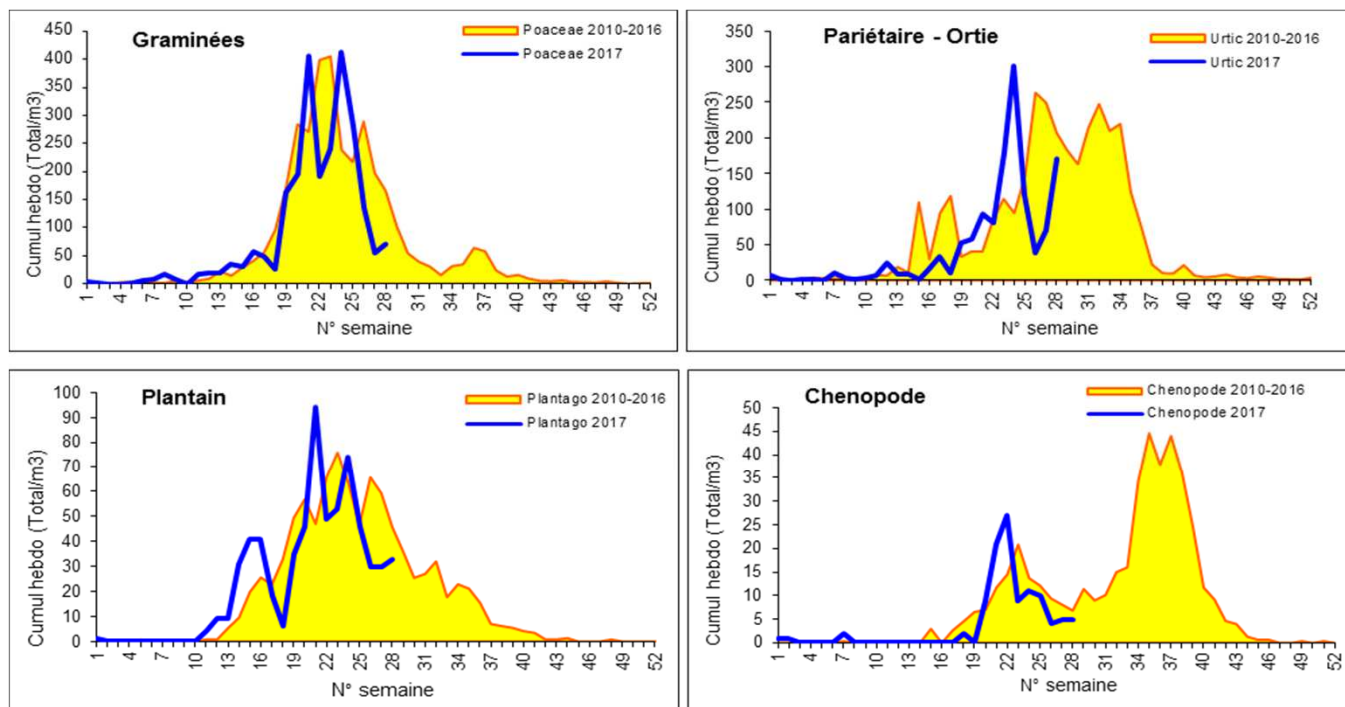 Graminées
Poaceae 2010-2016
Poaceae 2017
Cumul hebdo (Total/m3)
450
400
350
300
250
200
150
100
50
0
1 4 7 10 13 16 19 22 25 28 31 34 37 40 43 46 49 52
N° semaine
Pariétaire - Ortie
Urtic 2010-2016
Urtic 2017
Cumul hebdo (Total/m3)
350
300
250
200
150
100
50
0
1 4 7 10 13 16 19 22 25 28 31 34 37 40 43 46 49 52
N° semaine
Plantain
Plantago 2010-2016
Plantago 2017
Cumul hebdo (Total/m3)
100
90
80
70
60
50
40
30
20
10
0
1 4 7 10 13 16 19 22 25 28 31 34 37 40 43 46 49 52
N° semaine
Chenopode
Chenopode 2010-2016
Chenopode 2017
Cumul hebdo (Total/m3)
50
45
40
35
30
25
20
15
10
5
0
1 4 7 10 13 16 19 22 25 28 31 34 37 40 43 46 49 52
N° semaine